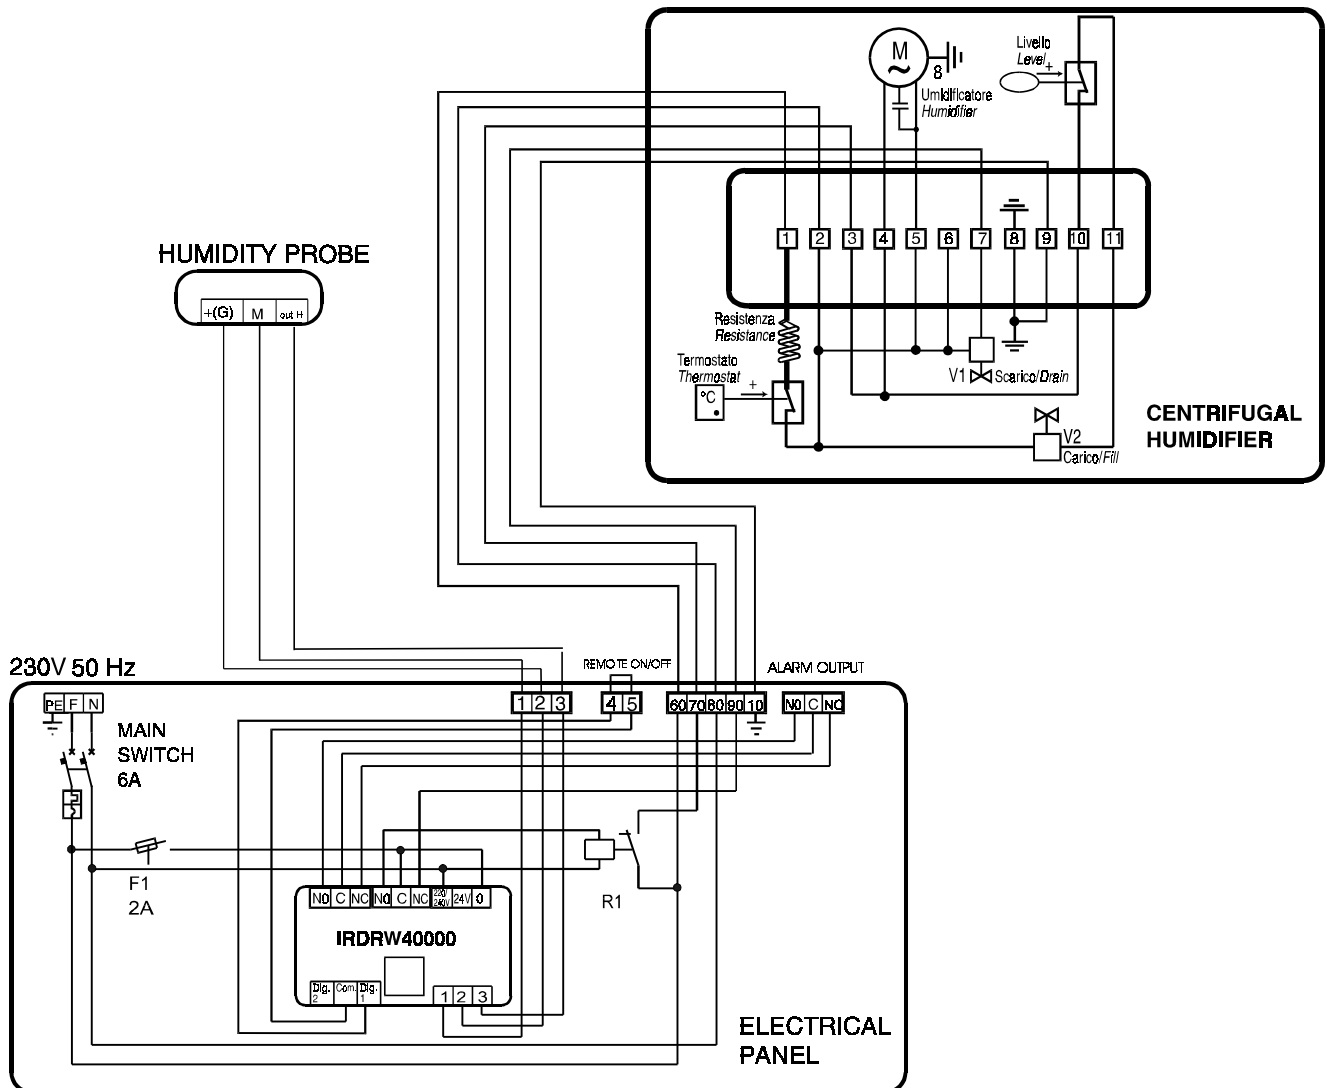 M
8
Umidificatore
Humidifier
Livello
Level
+
1 2 3 4 5 6 7 8 9 10 11
HUMIDITY PROBE
+(G) M out H
Resistenza
Resistance
Termostato
Thermostat
°C
+
V1 Scarico/Drain
V2
Carico/Fill
CENTRIFUGAL
HUMIDIFIER
230V 50 Hz
REMOTE ON/OFF
ALARM OUTPUT
PE F N
1 2 3
4 5
60 70 80 90 10
N0 C NC
MAIN
SWITCH
6A
F1
2A
R1
N0 C NC N0 C NC 220 240V 24V 0
IRDRW40000
Dig. 2 Com. Dig. 1
1 2 3
ELECTRICAL
PANEL